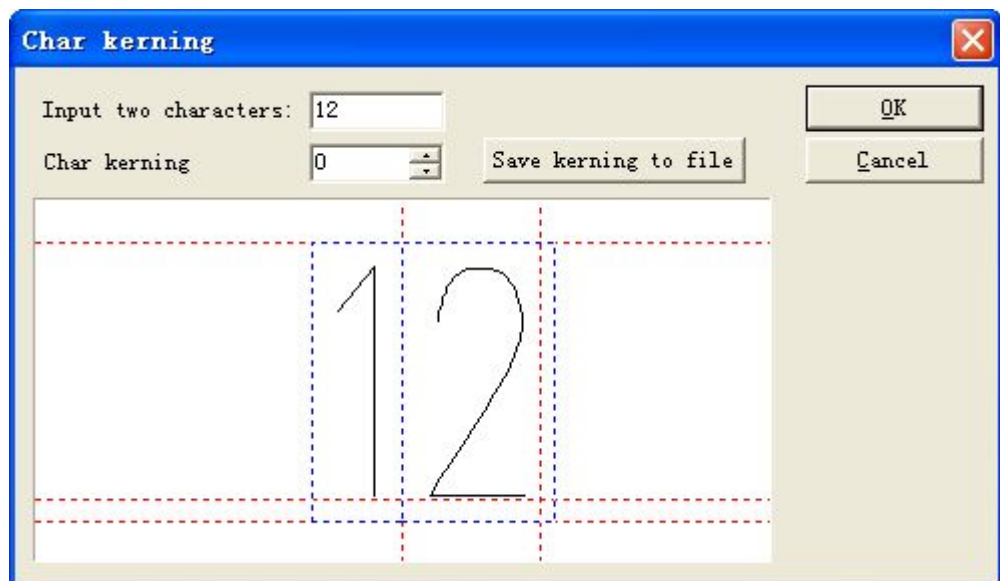 Char kerning
Input two characters: 12
OK
Char kerning 0
Save kerning to file
Cancel
12